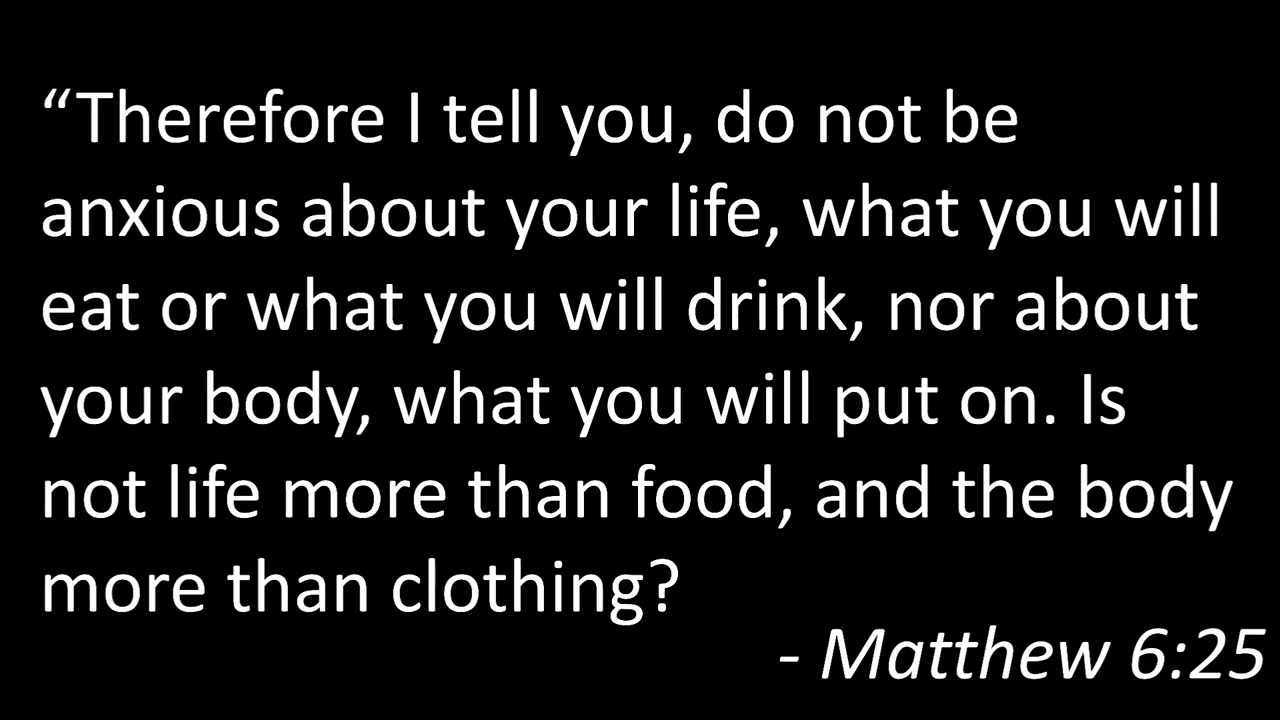 “Therefore I tell you, do not be
anxious about your life, what you will
eat or what you will drink, nor about
your body, what you will put on. Is
not life more than food, and the body
more than clothing?
- Matthew 6:25